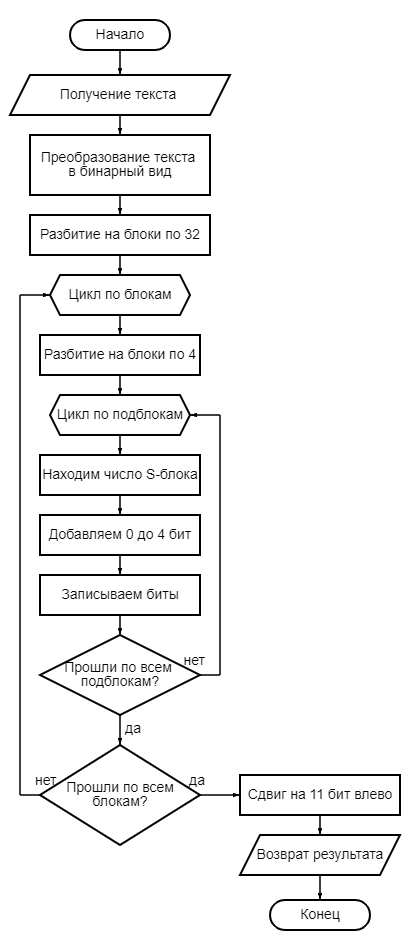 Начало
Получение текста
Преобразование текста
в бинарный вид
Разбитие на блоки по 32
Цикл по блокам
Разбитие на блоки по 4
Цикл по подблокам
Находим число S-блока
Добавляем 0 до 4 бит
Записываем биты
Прошли по всем
подблокам?
нет
да
Прошли по всем
блокам?
нет
да
Сдвиг на 11 бит влево
Возврат результата
Конец